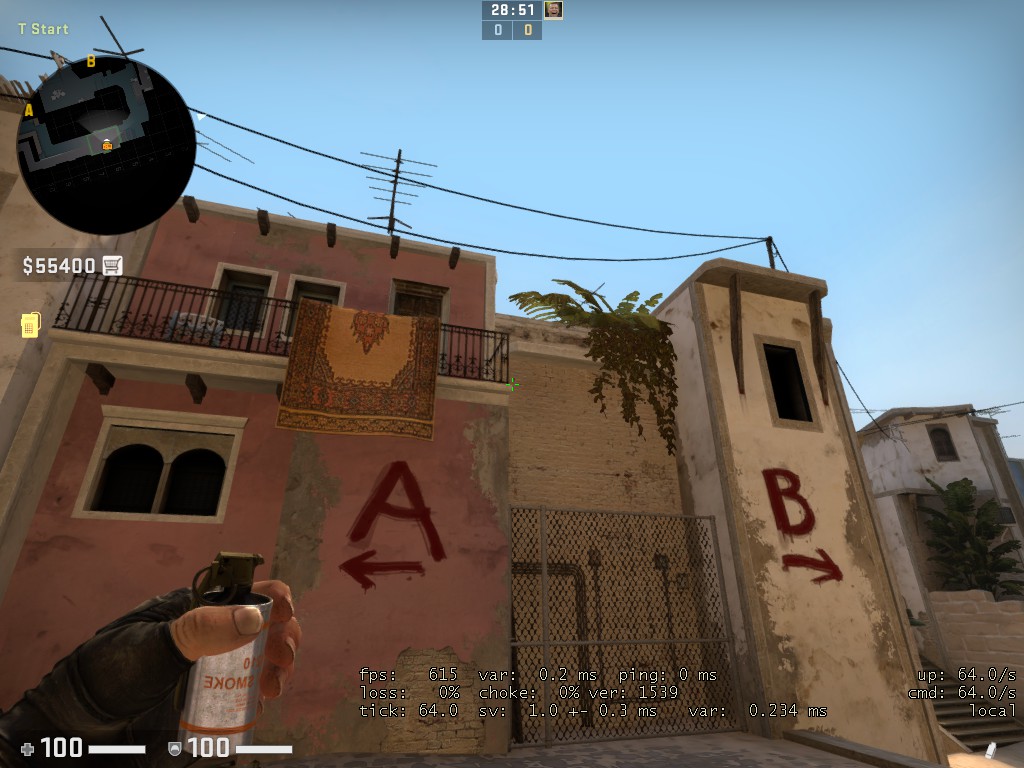 28:51
T Start
0 0
B
A
$55400
A
B
SMOKE
fps: 615 var: 0.2 ms ping: 0 ms
loss: 0% choke: 0% ver: 1539
tick: 64.0 sv: 1.0 +- 0.3 ms var: 0.234 ms
up: 64.0/s
cmd: 64.0/s
local
100 100